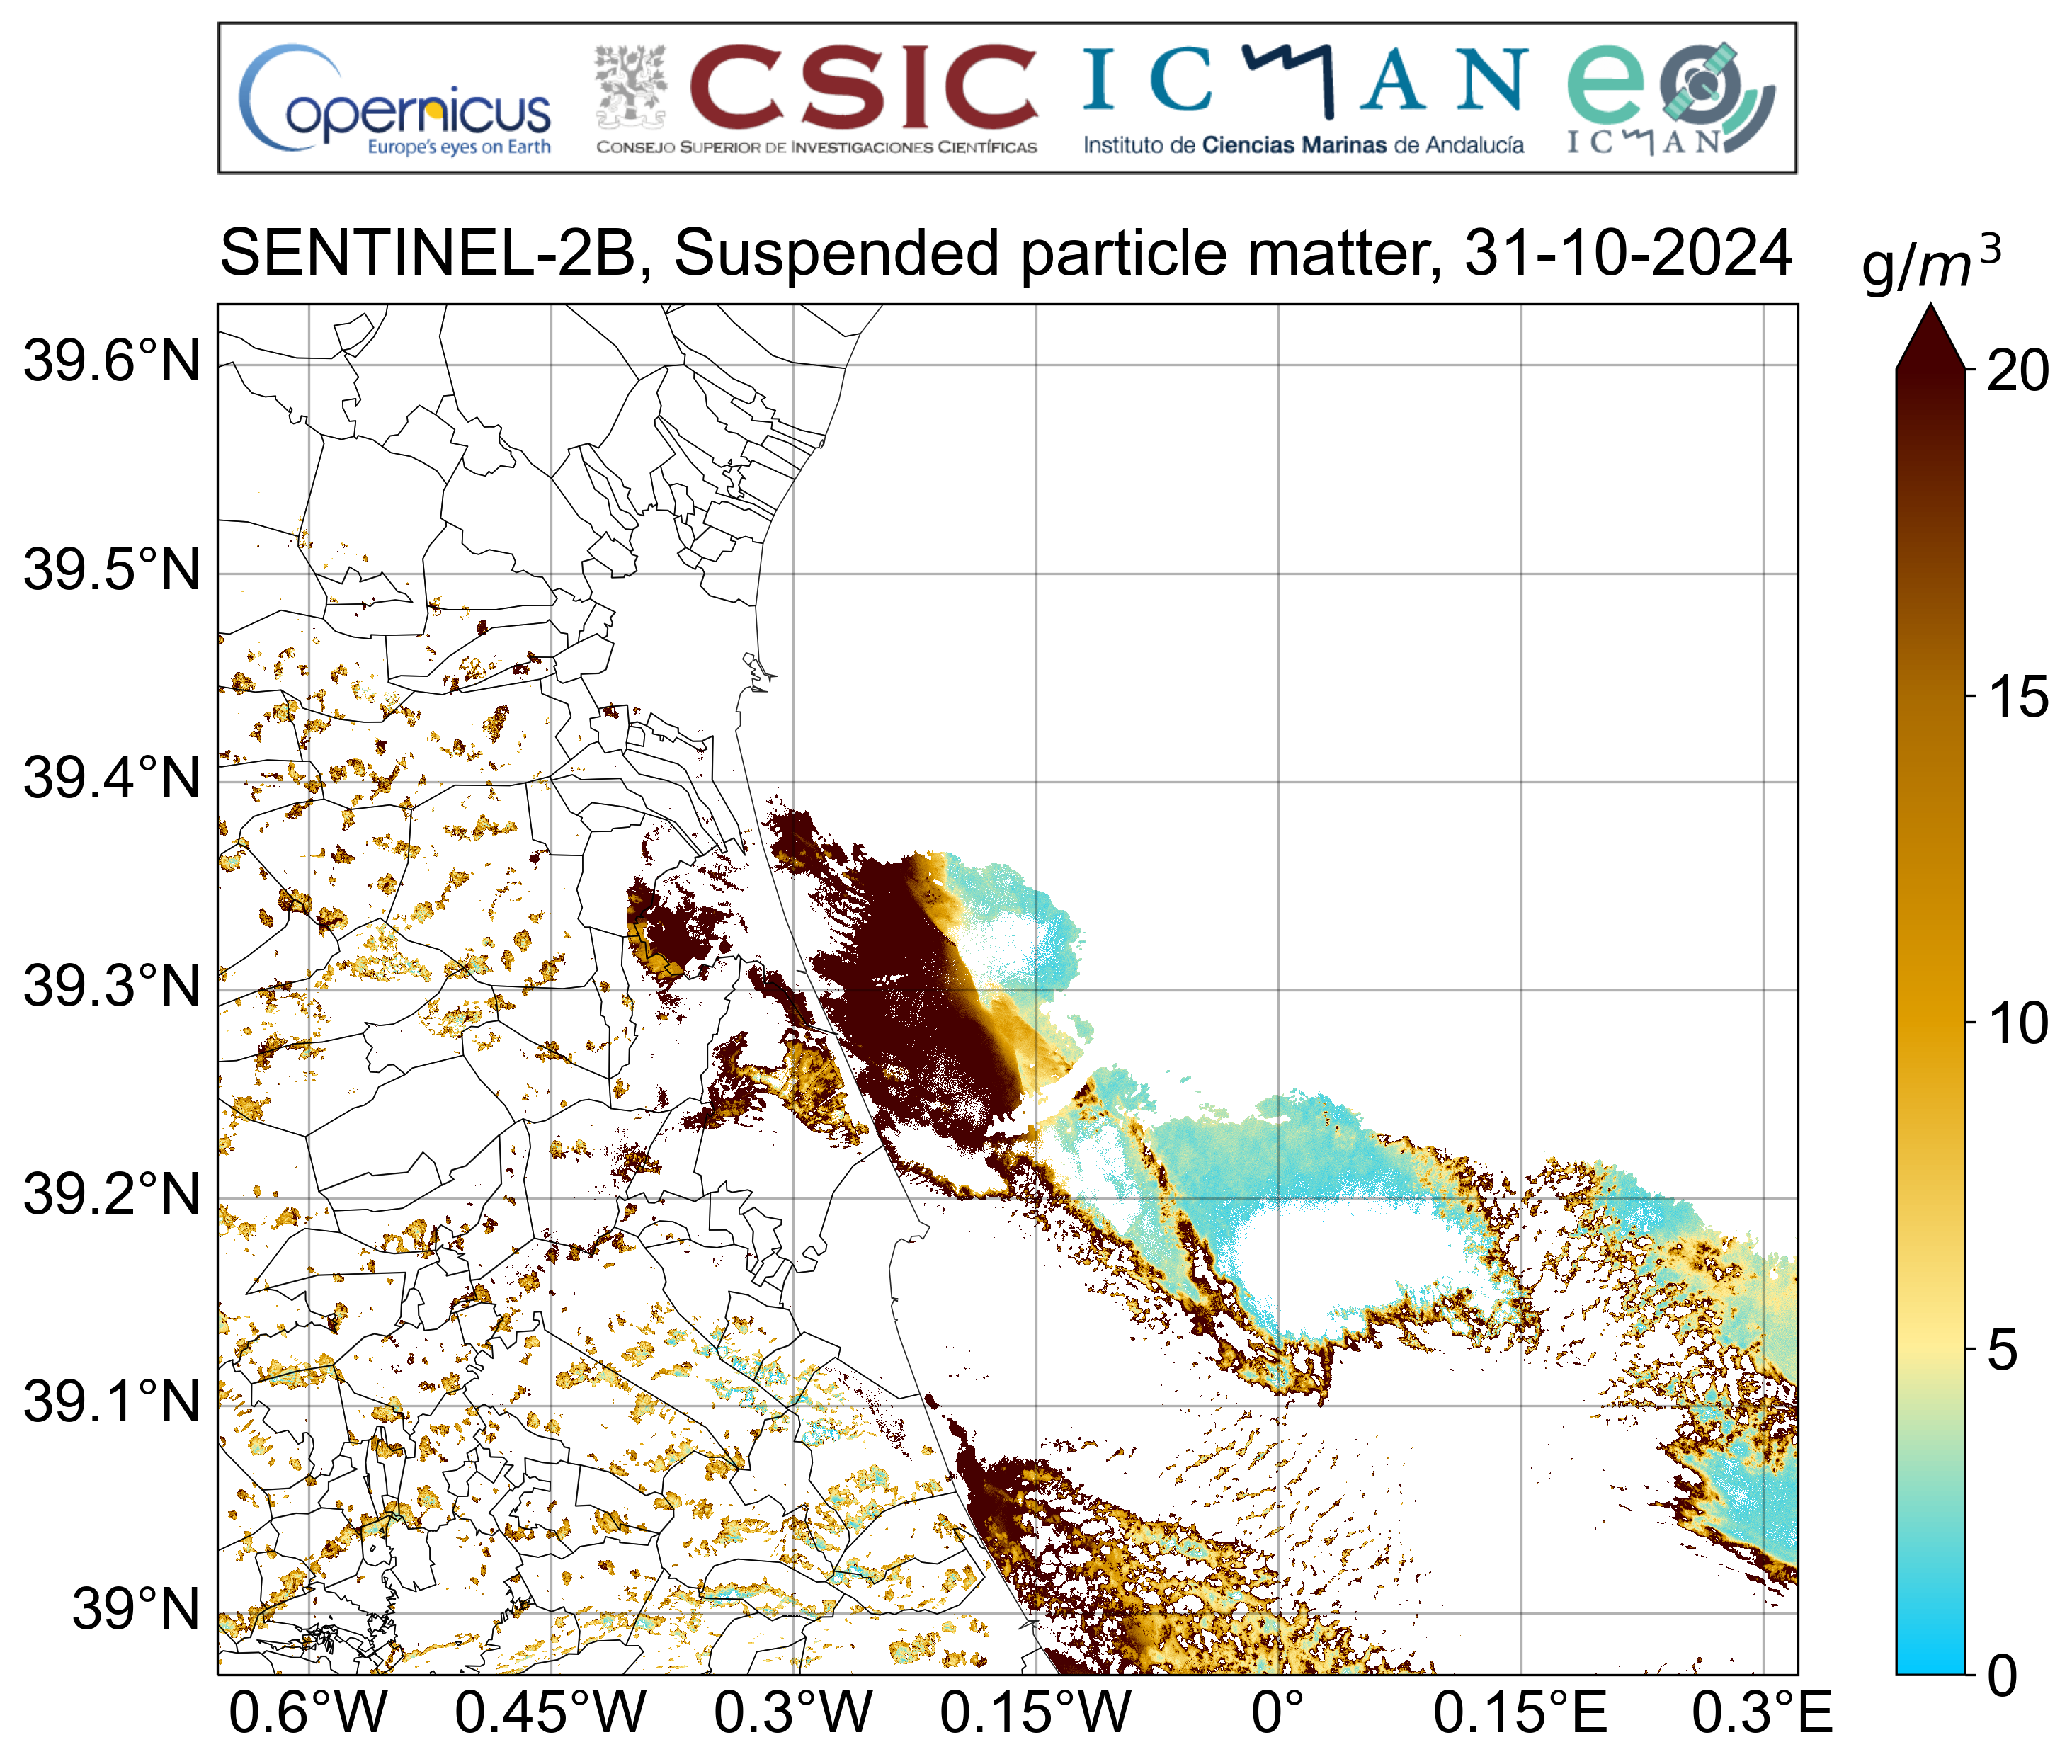 Copernicus
Europe's eyes on Earth
CSIC
CONSEJO SUPERIOR DE INVESTIGACIONES CIENTÍFICAS
ICMAN
Instituto de Ciencias Marinas de Andalucía
eo
ICMAN
SENTINEL-2B, Suspended particle matter, 31-10-2024
g/m³
39.6°N
39.5°N
39.4°N
39.3°N
39.2°N
39.1°N
39°N
0.6°W 0.45°W 0.3°W 0.15°W 0° 0.15°E 0.3°E
20
15
10
5
0